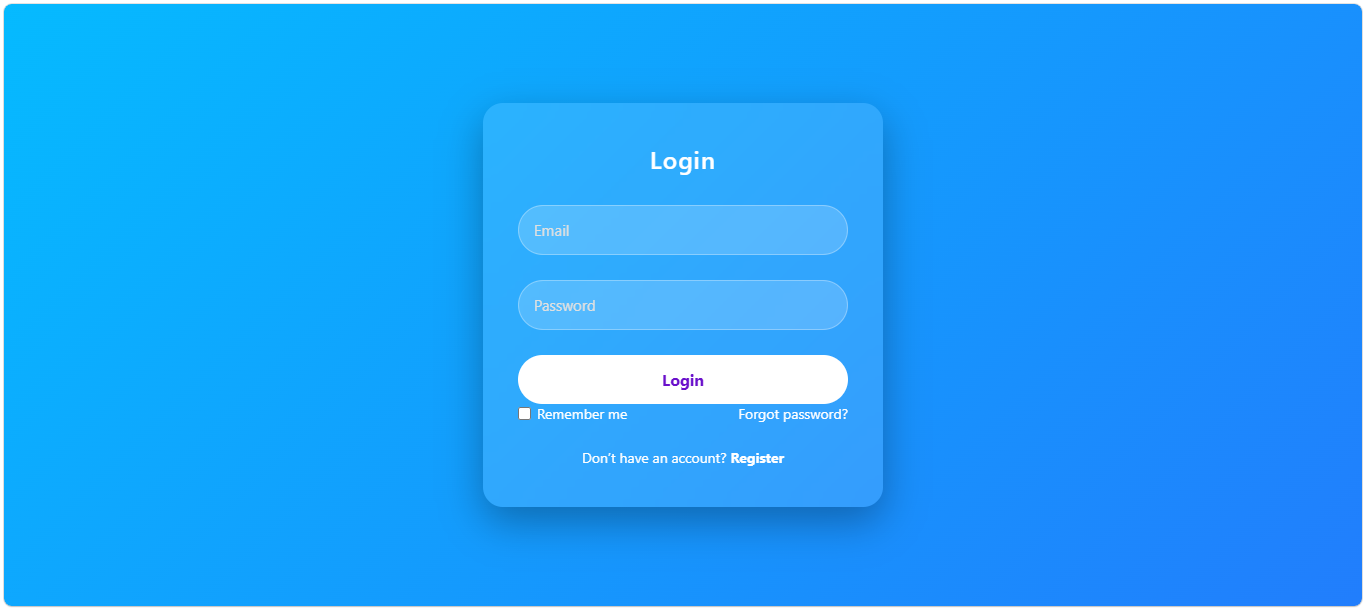 Login
Email
Password
Login
Remember me Forgot password?
Don’t have an account? Register